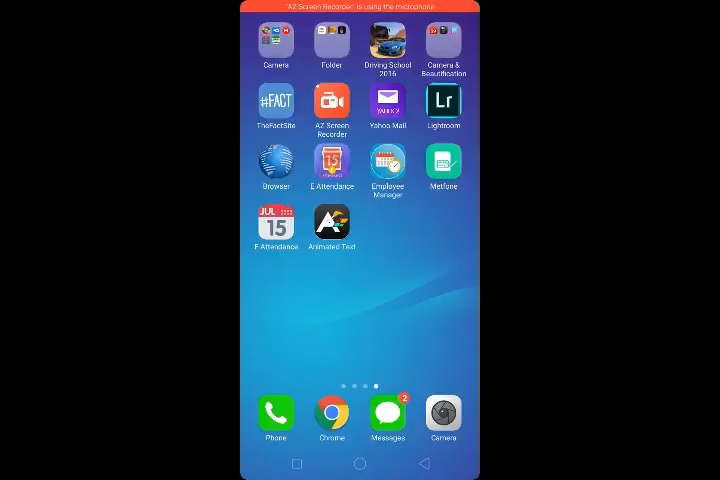 "AZ Screen Recorder" is using the microphone
Camera
Folder
Driving School
2016
Camera &
Beautification
#FACT
Lr
TheFactSite
AZ Screen
Recorder
YAHOO!
Yahoo Mail
Lightroom
15
Browser
E Attendance
Employee
Manager
Metfone
JUL
15
E Attendance
Animated Text
2
Phone
Chrome
Messages
Camera